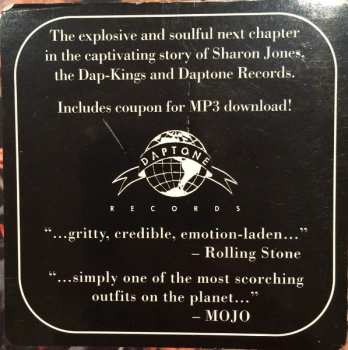 The explosive and soulful next chapter
in the captivating story of Sharon Jones,
the Dap-Kings and Daptone Records.
Includes coupon for MP3 download!
DAPTONE
RECORDS
“...gritty, credible, emotion-laden...”
– Rolling Stone
“...simply one of the most scorching
outfits on the planet...”
– MOJO